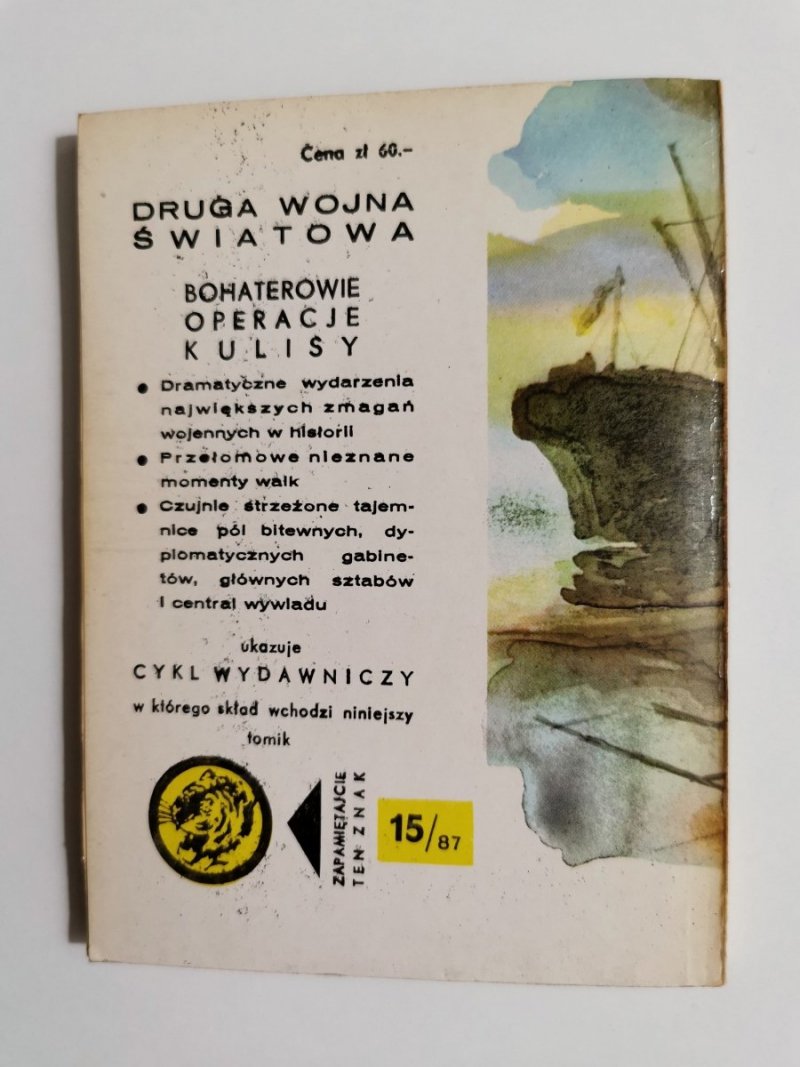 Cena zł 60.-
DRUGA WOJNA
ŚWIATOWA
BOHATEROWIE
OPERACJE
KULISY
• Dramatyczne wydarzenia
największych zmagań
wojennych w historii
• Przełomowe nieznane
momenty walk
• Czujnie strzeżone tajem-
nice pól bitewnych, dy-
plomatycznych gabine-
tów, głównych sztabów
i central wywiadu
ukazuje
CYKL WYDAWNICZY
w którego skład wchodzi niniejszy
tomik
ZAPAMIĘTAJCIE
TEN ZNAK
15/87